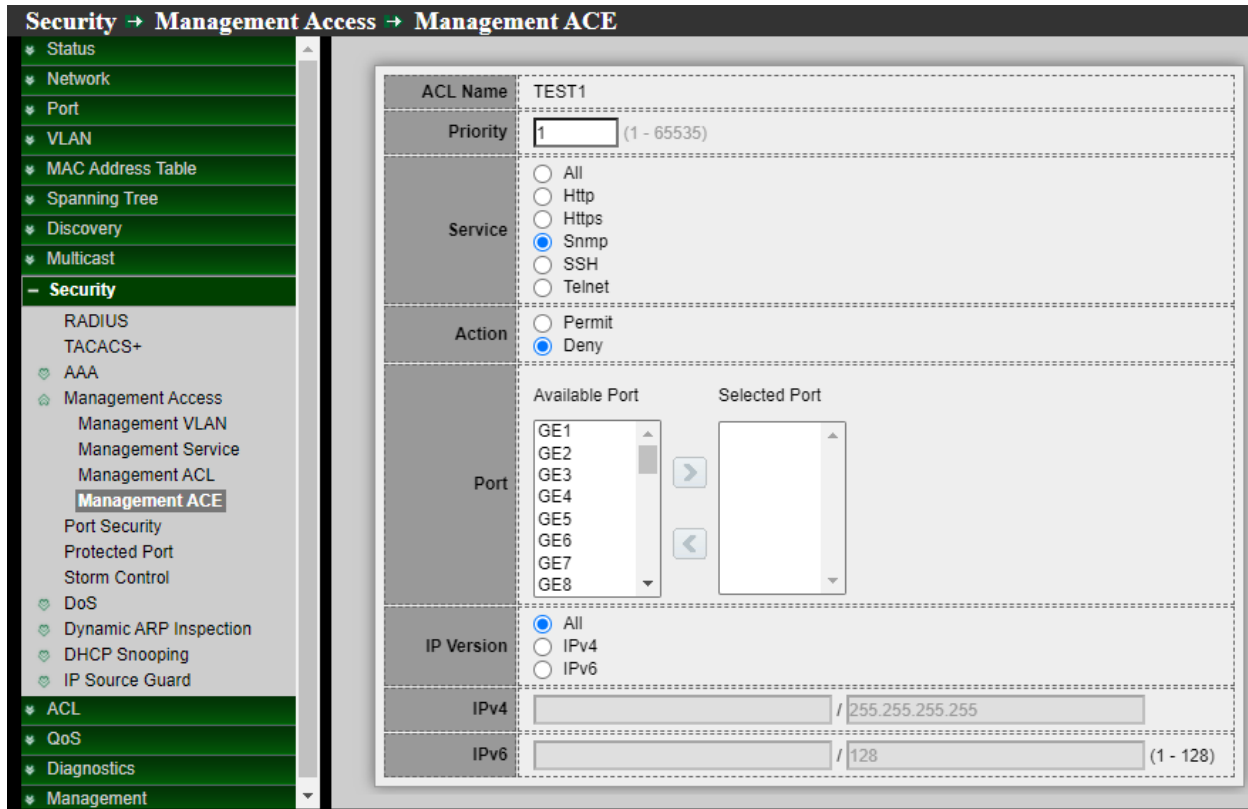 Security → Management Access → Management ACE
Status
Network
Port
VLAN
MAC Address Table
Spanning Tree
Discovery
Multicast
Security
RADIUS
TACACS+
AAA
Management Access
Management VLAN
Management Service
Management ACL
Management ACE
Port Security
Protected Port
Storm Control
DoS
Dynamic ARP Inspection
DHCP Snooping
IP Source Guard
ACL
QoS
Diagnostics
Management
ACL Name TEST1
Priority 1 (1 - 65535)
Service
All
Http
Https
Snmp
SSH
Telnet
Action
Permit
Deny
Port
Available Port Selected Port
GE1
GE2
GE3
GE4
GE5
GE6
GE7
GE8
IP Version
All
IPv4
IPv6
IPv4 / 255.255.255.255
IPv6 / 128 (1 - 128)